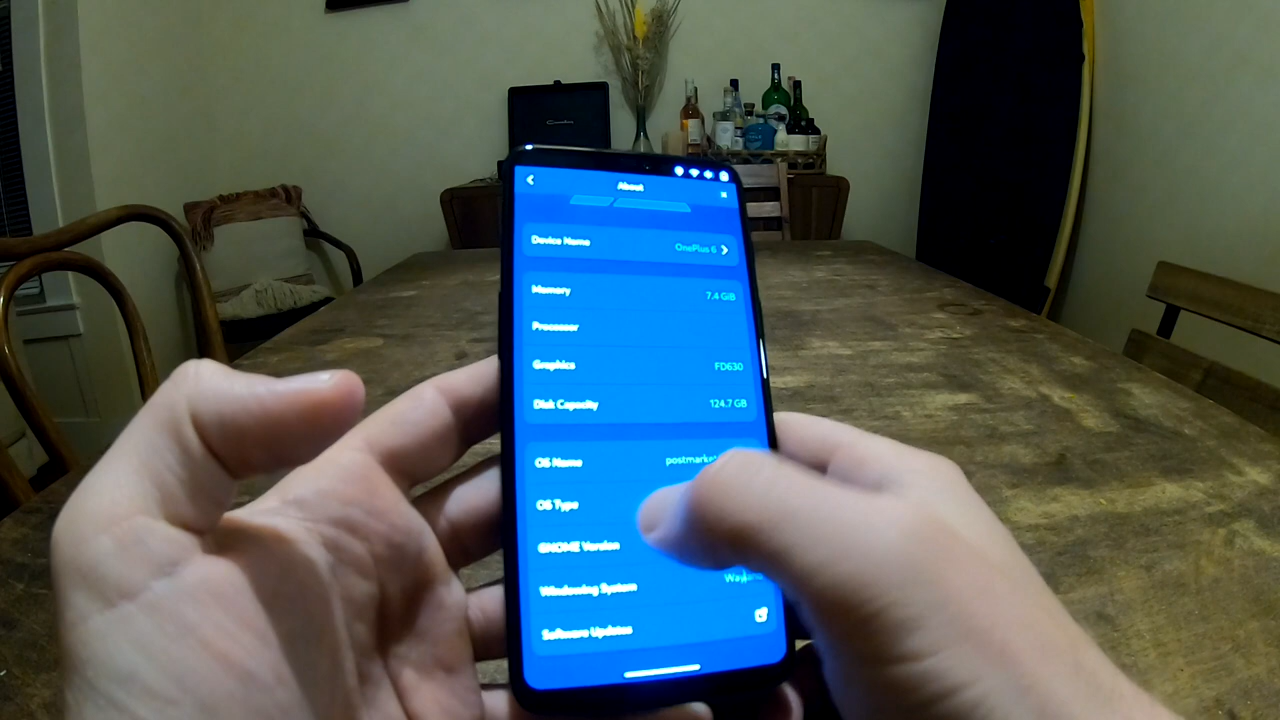 About
Device Name OnePlus 6
Memory 7.4 GiB
Processor
Graphics FD630
Disk Capacity 124.7 GB
OS Name
OS Type
GNOME Version
Windowing System
Software Updates